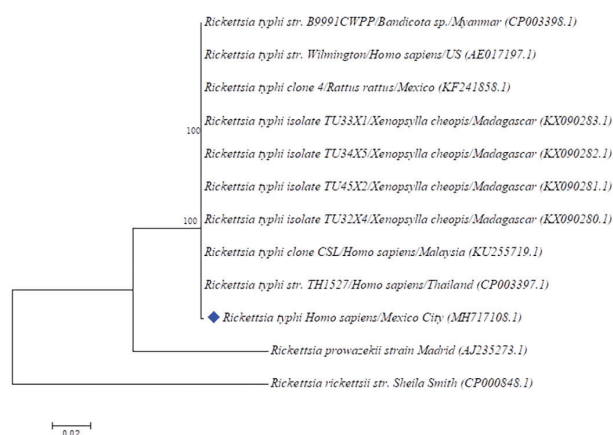 Rickettsia typhi str. B9991CWPP/Bandicota sp./Myanmar (CP003398.1)
Rickettsia typhi str. Wilmington/Homo sapiens/US (AE017197.1)
Rickettsia typhi clone 4/Rattus rattus/Mexico (KF241858.1)
Rickettsia typhi isolate TU33X1/Xenopsylla cheopis/Madagascar (KX090283.1)
100
Rickettsia typhi isolate TU34X5/Xenopsylla cheopis/Madagascar (KX090282.1)
Rickettsia typhi isolate TU45X2/Xenopsylla cheopis/Madagascar (KX090281.1)
100
Rickettsia typhi isolate TU32X4/Xenopsylla cheopis/Madagascar (KX090280.1)
Rickettsia typhi clone CSL/Homo sapiens/Malaysia (KU255719.1)
Rickettsia typhi str. TH1527/Homo sapiens/Thailand (CP003397.1)
Rickettsia typhi Homo sapiens/Mexico City (MH717108.1)
Rickettsia prowazekii strain Madrid (AJ235273.1)
Rickettsia rickettsii str. Sheila Smith (CP000848.1)
0.02